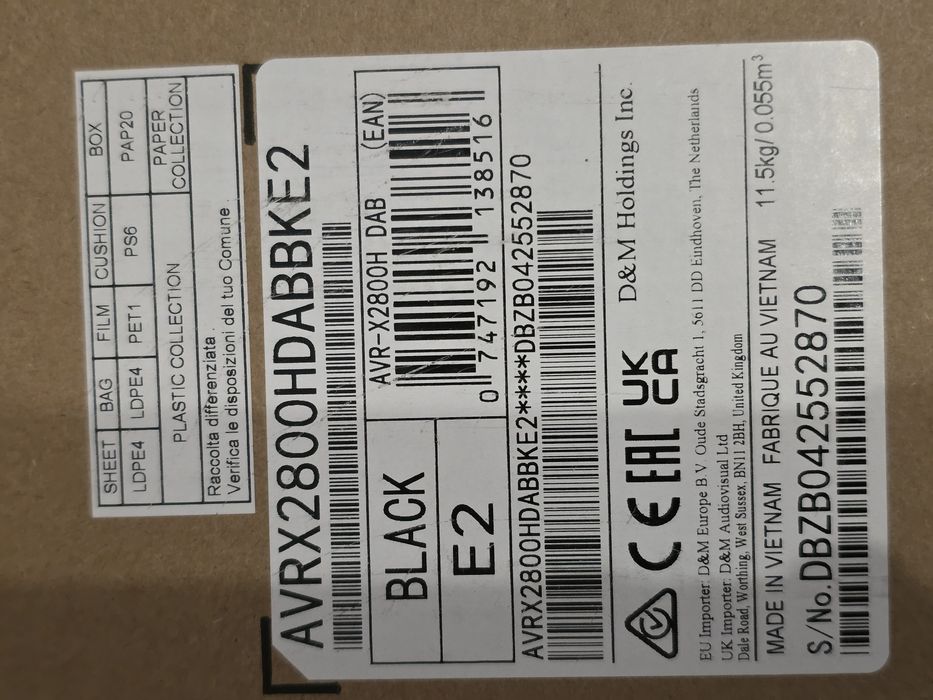 SHEET BAG FILM CUSHION BOX
LDPE4 LDPE4 PET1 PS6 PAP20
PLASTIC COLLECTION PAPER COLLECTION
Raccolta differenziata
Verifica le disposizioni del tuo Comune.
AVRX2800HDABBKE2
BLACK
E2
AVR-X2800H DAB (EAN)
0 747192 138516
AVRX2800HDABBKE2****DBZB042552870
CE EAC UK CA D&M Holdings Inc.
EU Importer: D&M Europe B.V. Oude Stadsgracht 1, 5611 DD Eindhoven, The Netherlands
UK Importer: D&M Audiovisual Ltd
Dale Road, Worthing, West Sussex, BN11 2BH, United Kingdom
MADE IN VIETNAM FABRIQUE AU VIETNAM 11.5kg/0.055m³
S/No.DBZB042552870